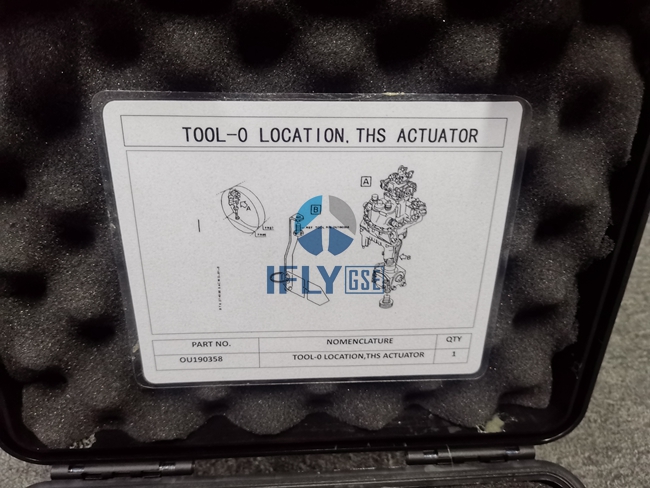 TOOL-0 LOCATION, THS ACTUATOR
A
A
B
B
IFLY GSE
PART NO.
NOMENCLATURE
QTY
OU190358
TOOL-0 LOCATION,THS ACTUATOR
1